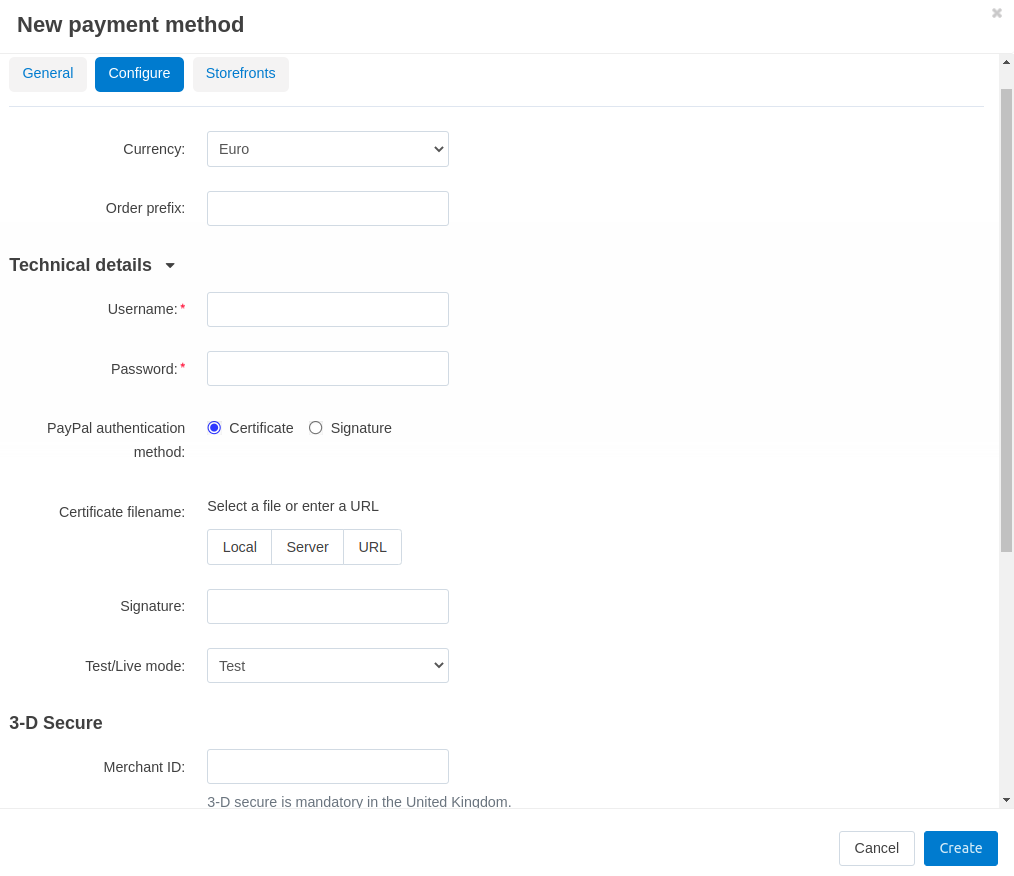 New payment method
General Configure Storefronts
Currency: Euro
Order prefix:
Technical details
Username:*
Password:*
PayPal authentication method: Certificate Signature
Certificate filename: Select a file or enter a URL
Local Server URL
Signature:
Test/Live mode: Test
3-D Secure
Merchant ID:
3-D secure is mandatory in the United Kingdom.
Cancel Create